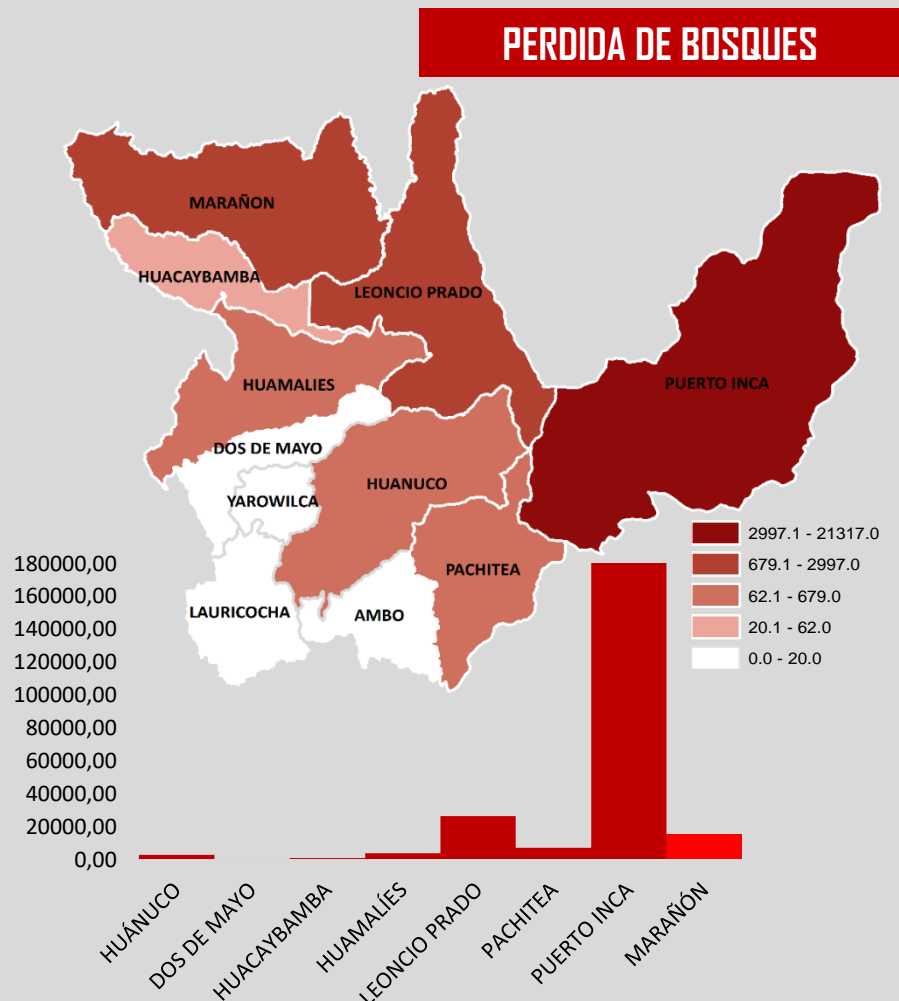 PERDIDA DE BOSQUES
MARAÑON
HUACAYBAMBA
LEONCIO PRADO
HUAMALIES
PUERTO INCA
DOS DE MAYO
HUANUCO
YAROWILCA
PACHITEA
LAURICOCHA
AMBO
2997.1 - 21317.0
679.1 - 2997.0
62.1 - 679.0
20.1 - 62.0
0.0 - 20.0
180000,00
160000,00
140000,00
120000,00
100000,00
80000,00
60000,00
40000,00
20000,00
0,00
HUÁNUCO
DOS DE MAYO
HUACAYBAMBA
HUAMALÍES
LEONCIO PRADO
PACHITEA
PUERTO INCA
MARAÑÓN